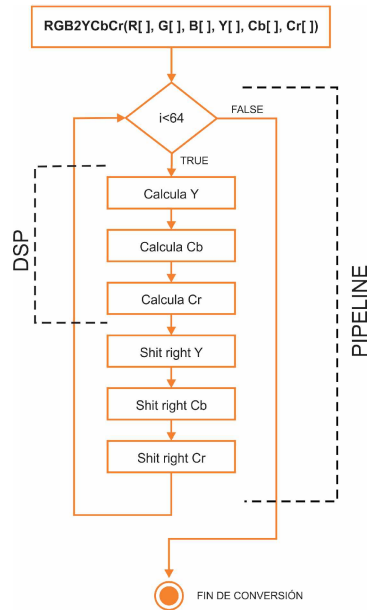 RGB2YCbCr(R[ ], G[ ], B[ ], Y[ ], Cb[ ], Cr[ ])
i<64
FALSE
TRUE
Calcula Y
Calcula Cb
Calcula Cr
Shit right Y
Shit right Cb
Shit right Cr
DSP
PIPELINE
FIN DE CONVERSIÓN